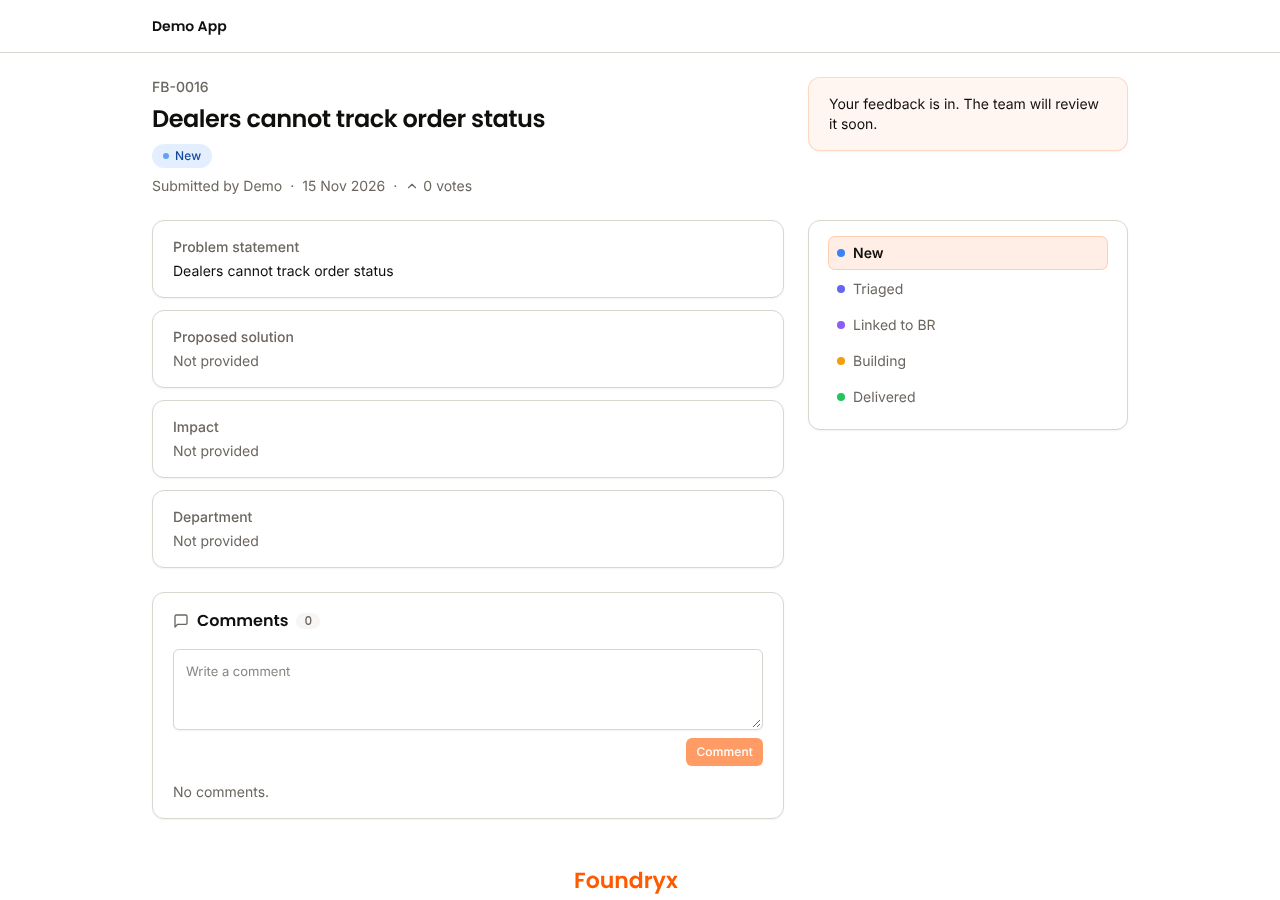 Demo App
FB-0016
Dealers cannot track order status
New
Submitted by Demo · 15 Nov 2026 · 0 votes
Your feedback is in. The team will review
it soon.
Problem statement
Dealers cannot track order status
Proposed solution
Not provided
Impact
Not provided
Department
Not provided
New
Triaged
Linked to BR
Building
Delivered
Comments 0
Write a comment
Comment
No comments.
Foundryx